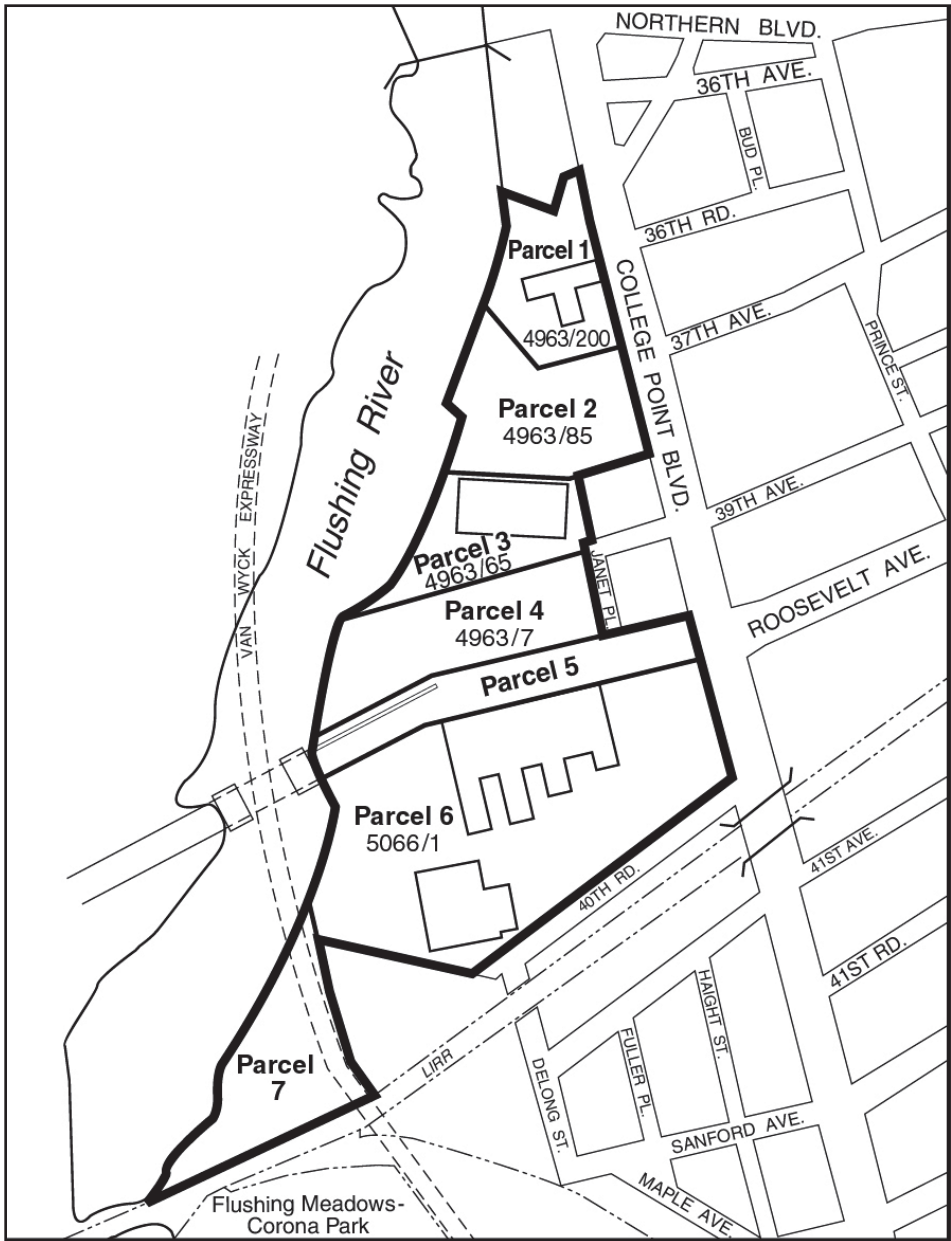 NORTHERN BLVD.
36TH AVE.
BUD PL.
36TH RD.
Parcel 1
4963/200
COLLEGE POINT BLVD.
37TH AVE.
PRINCE ST.
Flushing River
Parcel 2
4963/85
VAN WYCK EXPRESSWAY
39TH AVE.
Parcel 3
4963/65
JANET PL.
ROOSEVELT AVE.
Parcel 4
4963/7
Parcel 5
Parcel 6
5066/1
40TH RD.
41ST AVE.
41ST RD.
HAIGHT ST.
FULLER PL.
LIRR
DELONG ST.
Parcel
7
SANFORD AVE.
MAPLE AVE.
Flushing Meadows-
Corona Park